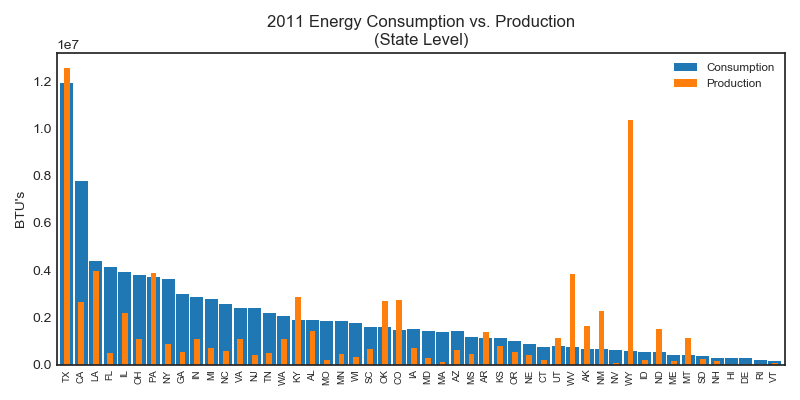 2011 Energy Consumption vs. Production
(State Level)
1e7
Consumption
Production
BTU's
1.2
1.0
0.8
0.6
0.4
0.2
0.0
TX CA LA FL IL OH PA NY GA IN MI NC VA NJ TN WA KY AL MO MN WI SC OK CO IA MD MA AZ MS AR KS OR NE CT UT WV AK NM NV WY ID ND ME MT SD NH HI DE RI VT